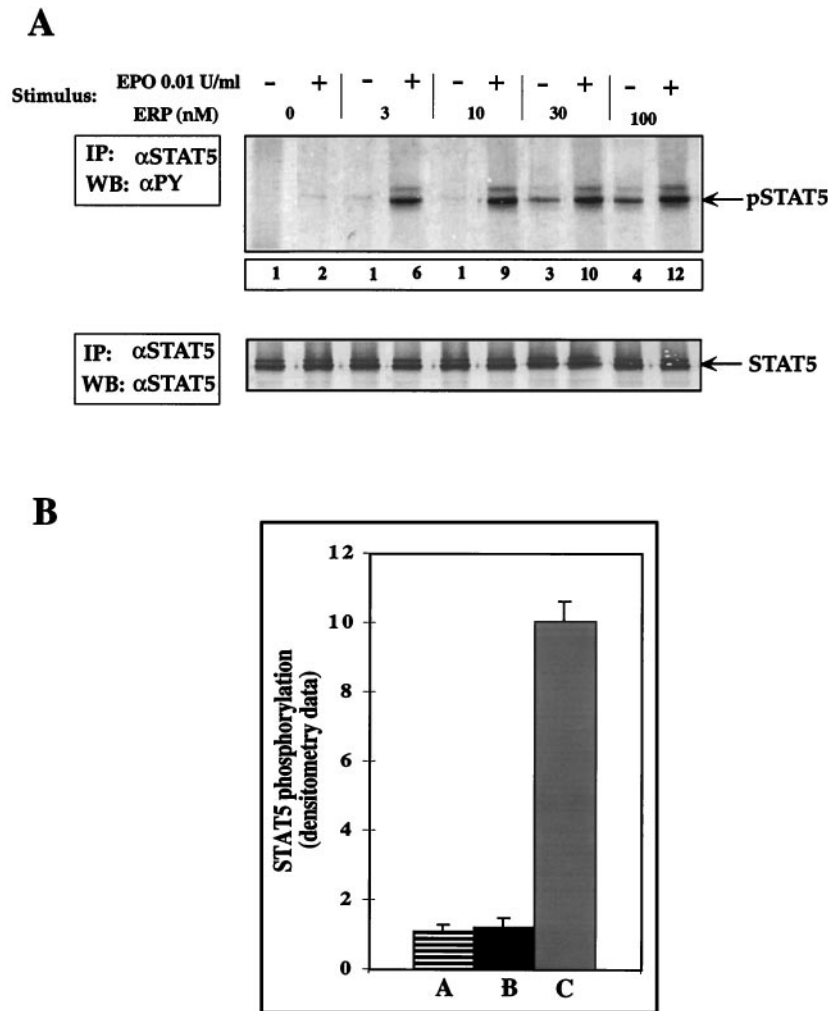 A
Stimulus: EPO 0.01 U/ml - + - + - + - + - +
ERP (nM) 0 3 10 30 100
IP: αSTAT5
WB: αPY
pSTAT5
1 2 1 6 1 9 3 10 4 12
IP: αSTAT5
WB: αSTAT5
STAT5
B
STAT5 phosphorylation
(densitometry data)
12
10
8
6
4
2
0
A B C